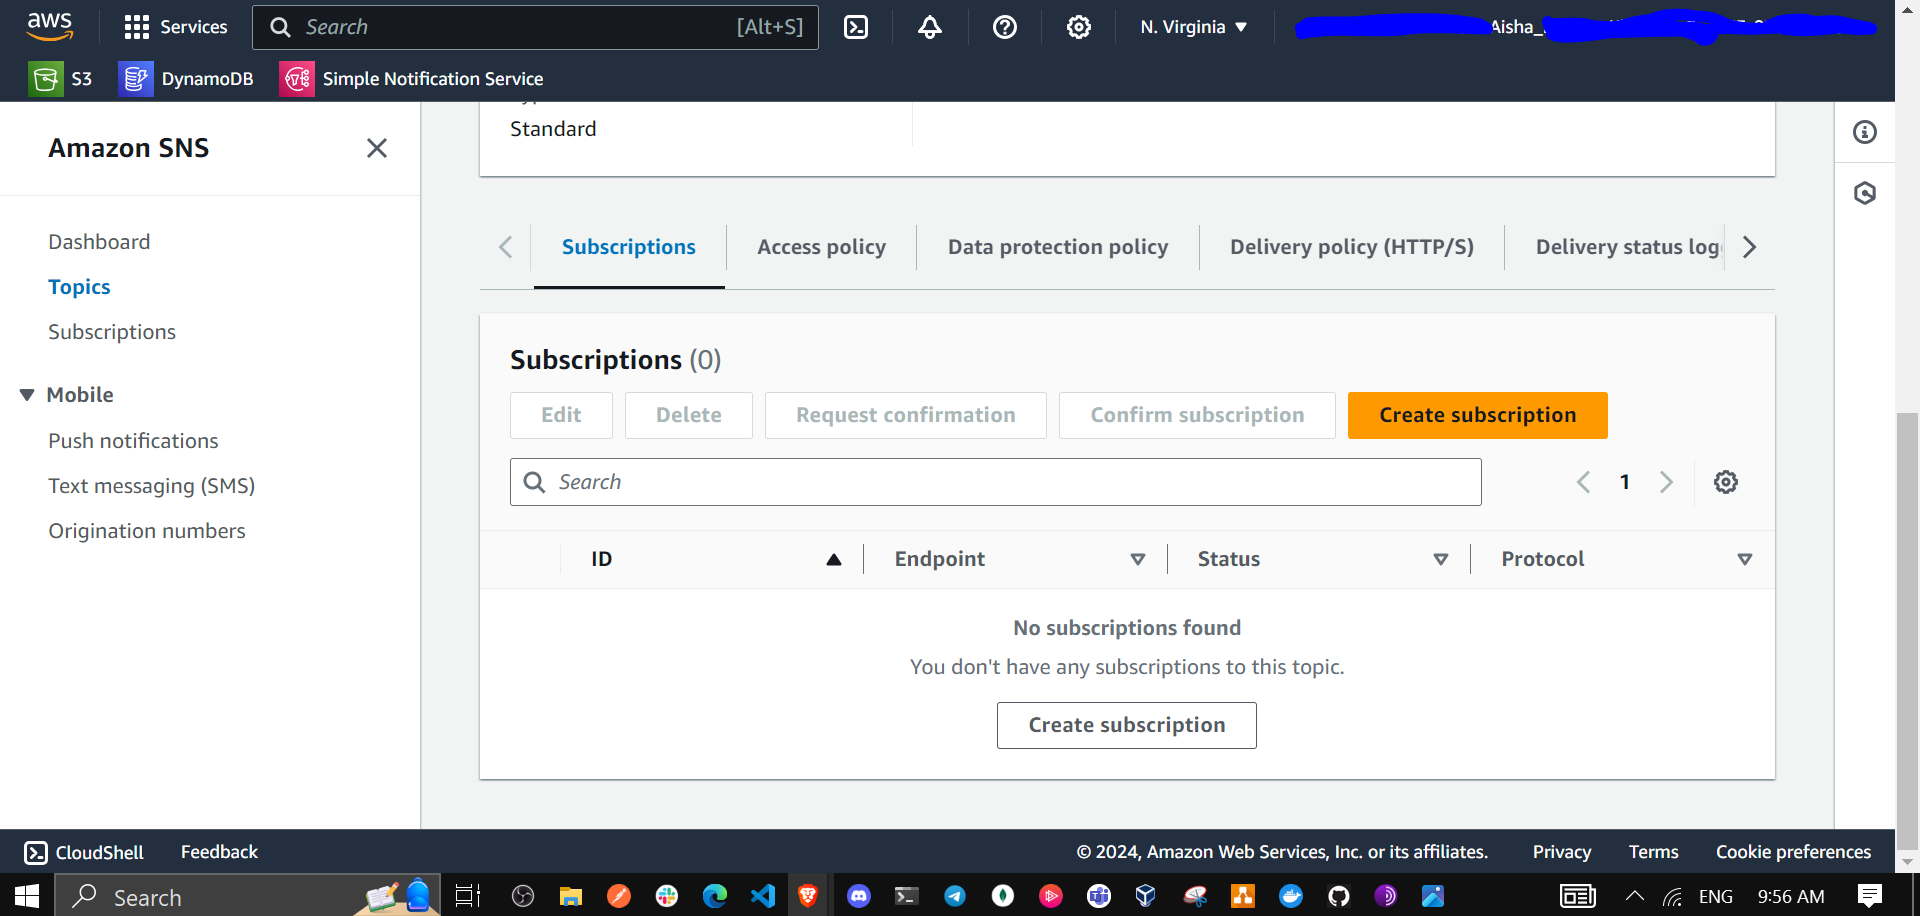 aws
Services
Search
[Alt+S]
N. Virginia
Aisha_
S3
DynamoDB
Simple Notification Service
Amazon SNS
Dashboard
Topics
Subscriptions
Mobile
Push notifications
Text messaging (SMS)
Origination numbers
Standard
Subscriptions
Access policy
Data protection policy
Delivery policy (HTTP/S)
Delivery status log
Subscriptions (0)
Edit
Delete
Request confirmation
Confirm subscription
Create subscription
Search
1
ID
Endpoint
Status
Protocol
No subscriptions found
You don't have any subscriptions to this topic.
Create subscription
CloudShell
Feedback
© 2024, Amazon Web Services, Inc. or its affiliates.
Privacy
Terms
Cookie preferences
Search
ENG
9:56 AM